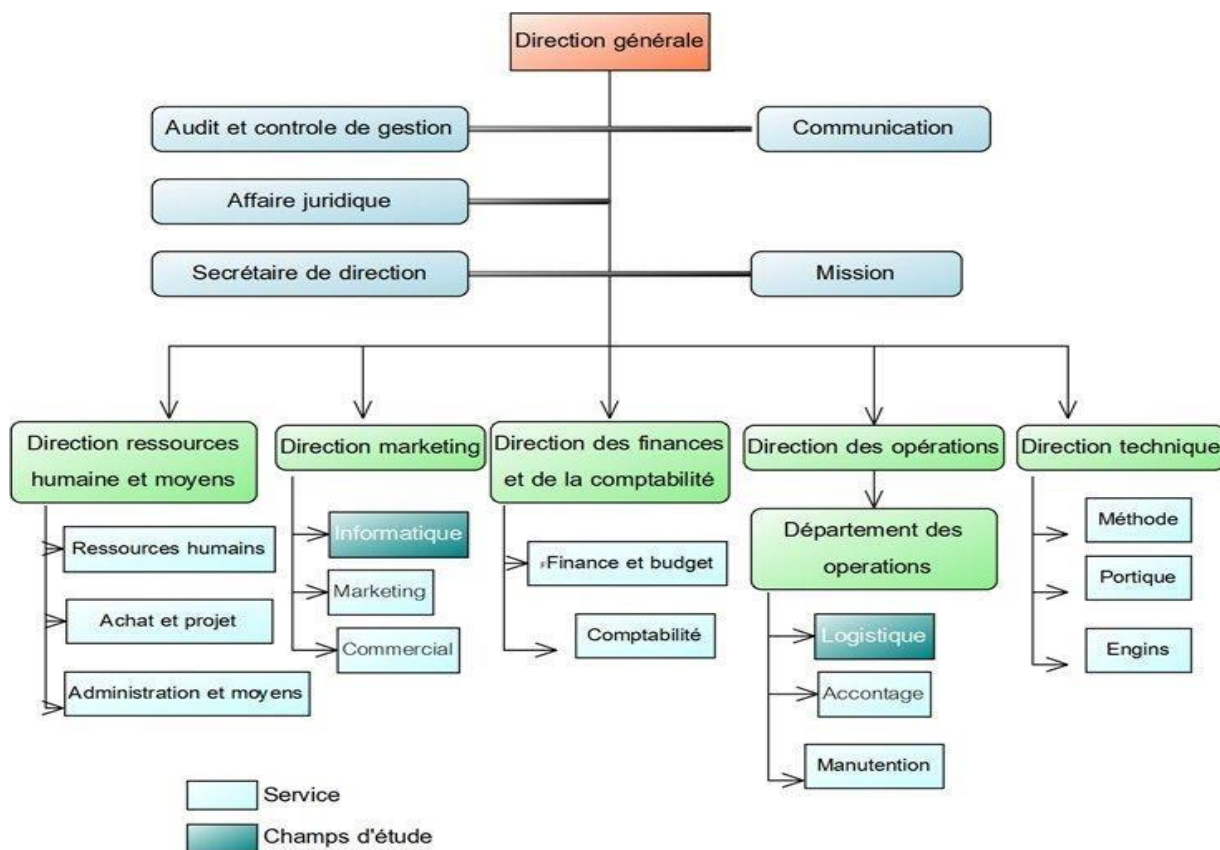 Direction générale
Audit et controle de gestion
Communication
Affaire juridique
Secrétaire de direction
Mission
Direction ressources
humaine et moyens
Direction marketing
Direction des finances
et de la comptabilité
Direction des opérations
Direction technique
Ressources humains
Achat et projet
Administration et moyens
Informatique
Marketing
Commercial
Finance et budget
Comptabilité
Département des
operations
Logistique
Accontage
Manutention
Méthode
Portique
Engins
Service
Champs d'étude